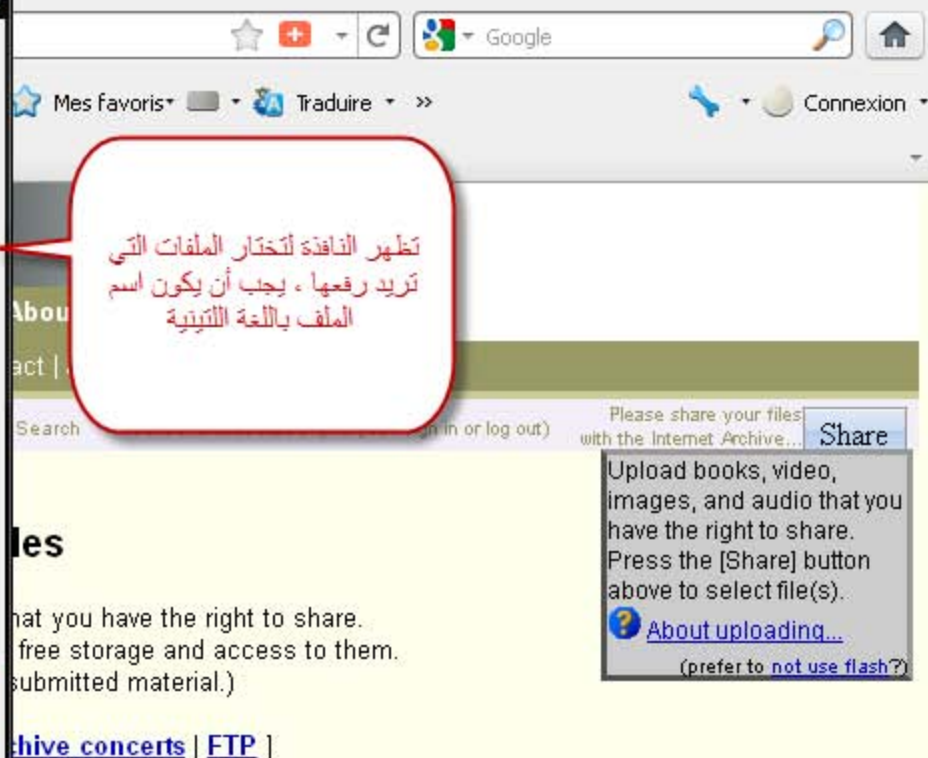 Google
Mes favoris
Traduire
»
Connexion
تظهر النافذة لتختار الملفات التي
تريد رفعها ، يجب أن يكون اسم
الملف باللغة اللتينية
Abou
act |
Search
in or log out)
Please share your files
with the Internet Archive...
Share
Upload books, video,
images, and audio that you
have the right to share.
Press the [Share] button
above to select file(s).
About uploading...
(prefer to not use flash?)
les
hat you have the right to share.
free storage and access to them.
submitted material.)
chive concerts | FTP ]